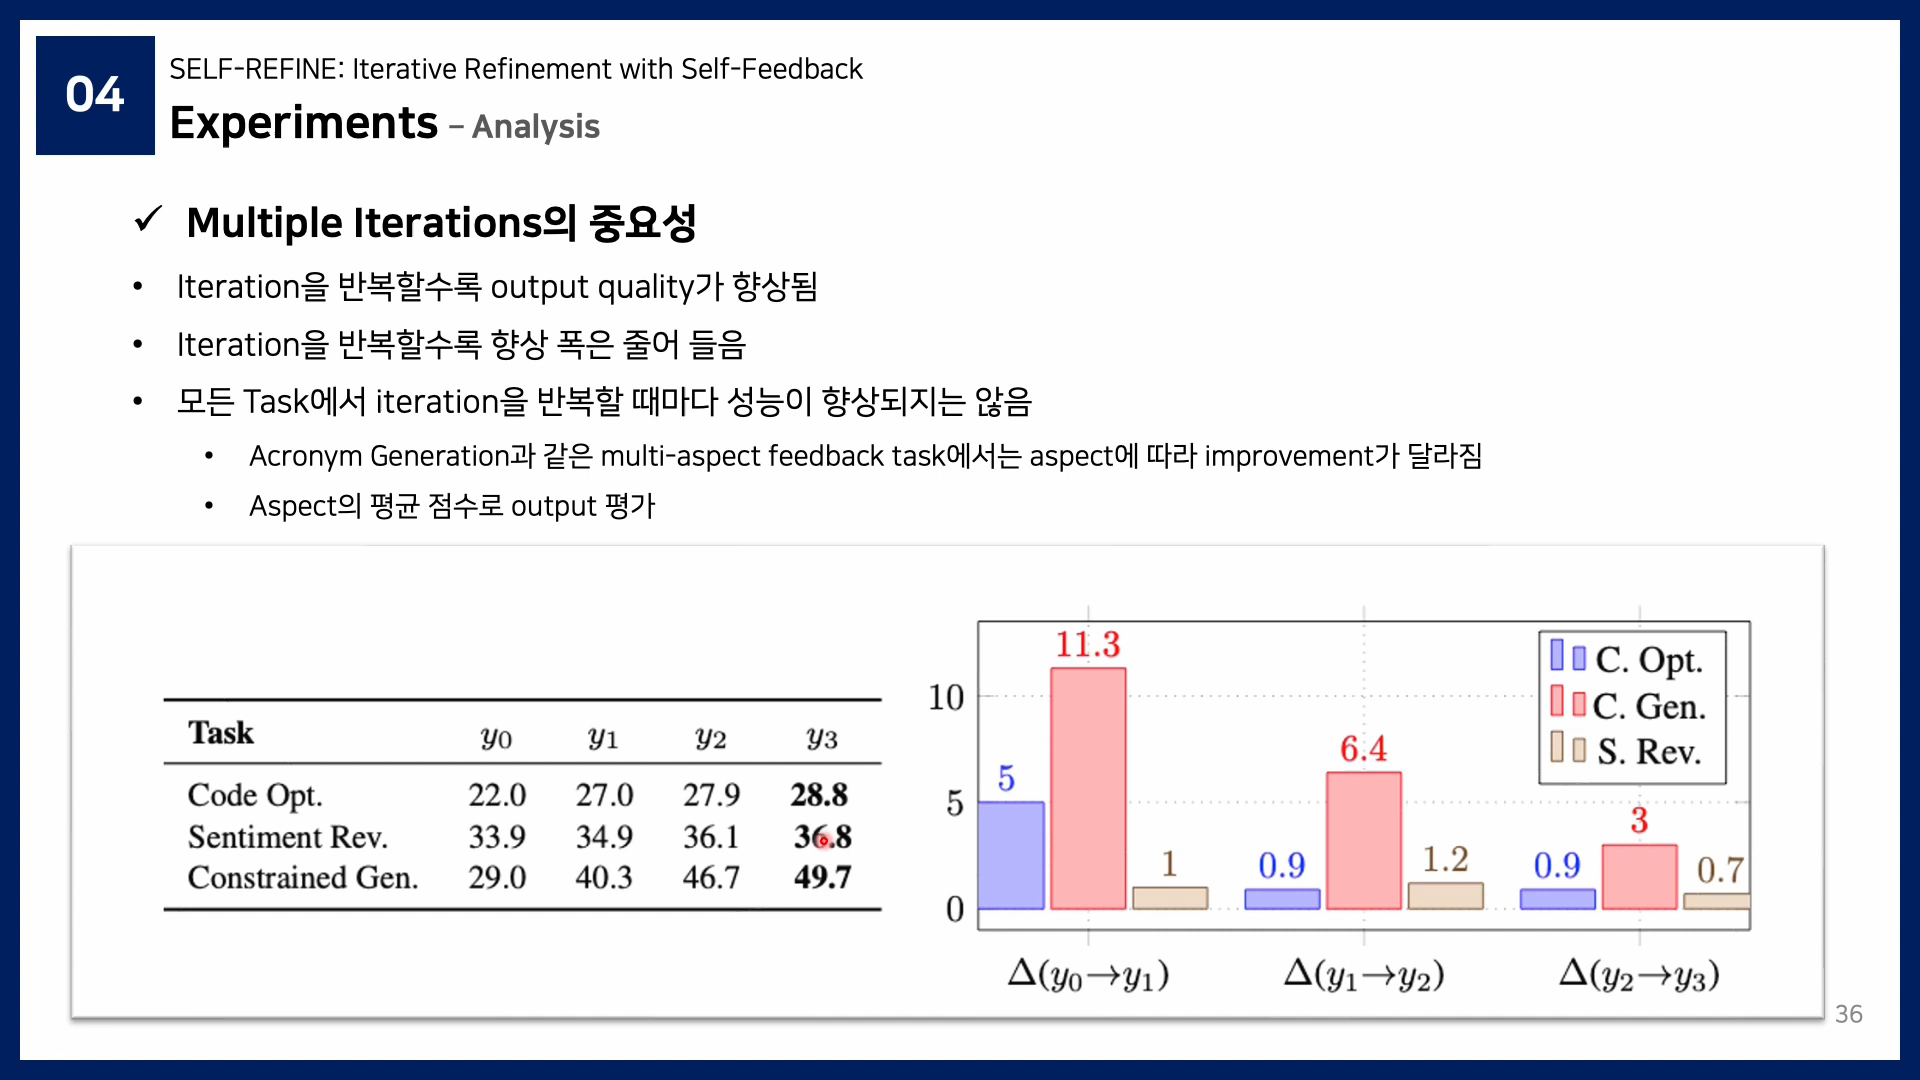 04
SELF-REFINE: Iterative Refinement with Self-Feedback
Experiments – Analysis
✓ Multiple Iterations의 중요성
• Iteration을 반복할수록 output quality가 향상됨
• Iteration을 반복할수록 향상 폭은 줄어 들음
• 모든 Task에서 iteration을 반복할 때마다 성능이 향상되지는 않음
• Acronym Generation과 같은 multi-aspect feedback task에서는 aspect에 따라 improvement가 달라짐
• Aspect의 평균 점수로 output 평가
Task y0 y1 y2 y3
Code Opt. 22.0 27.0 27.9 28.8
Sentiment Rev. 33.9 34.9 36.1 36.8
Constrained Gen. 29.0 40.3 46.7 49.7
10
5
0
5 11.3 1
0.9 6.4 1.2
0.9 3 0.7
C. Opt.
C. Gen.
S. Rev.
Δ(y0→y1) Δ(y1→y2) Δ(y2→y3)
36